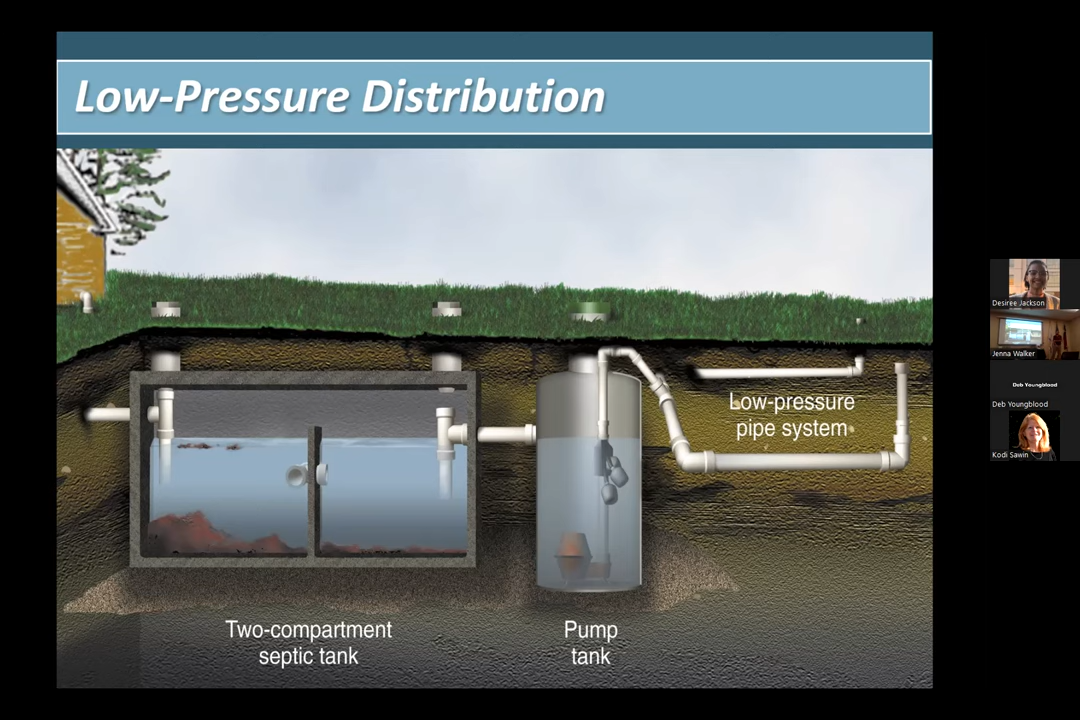 Low-Pressure Distribution
Low-pressure
pipe system
Two-compartment
septic tank
Pump
tank
Desiree Jackson
Jenna Walker
Deb Youngblood
Deb Youngblood
Kodi Sawin